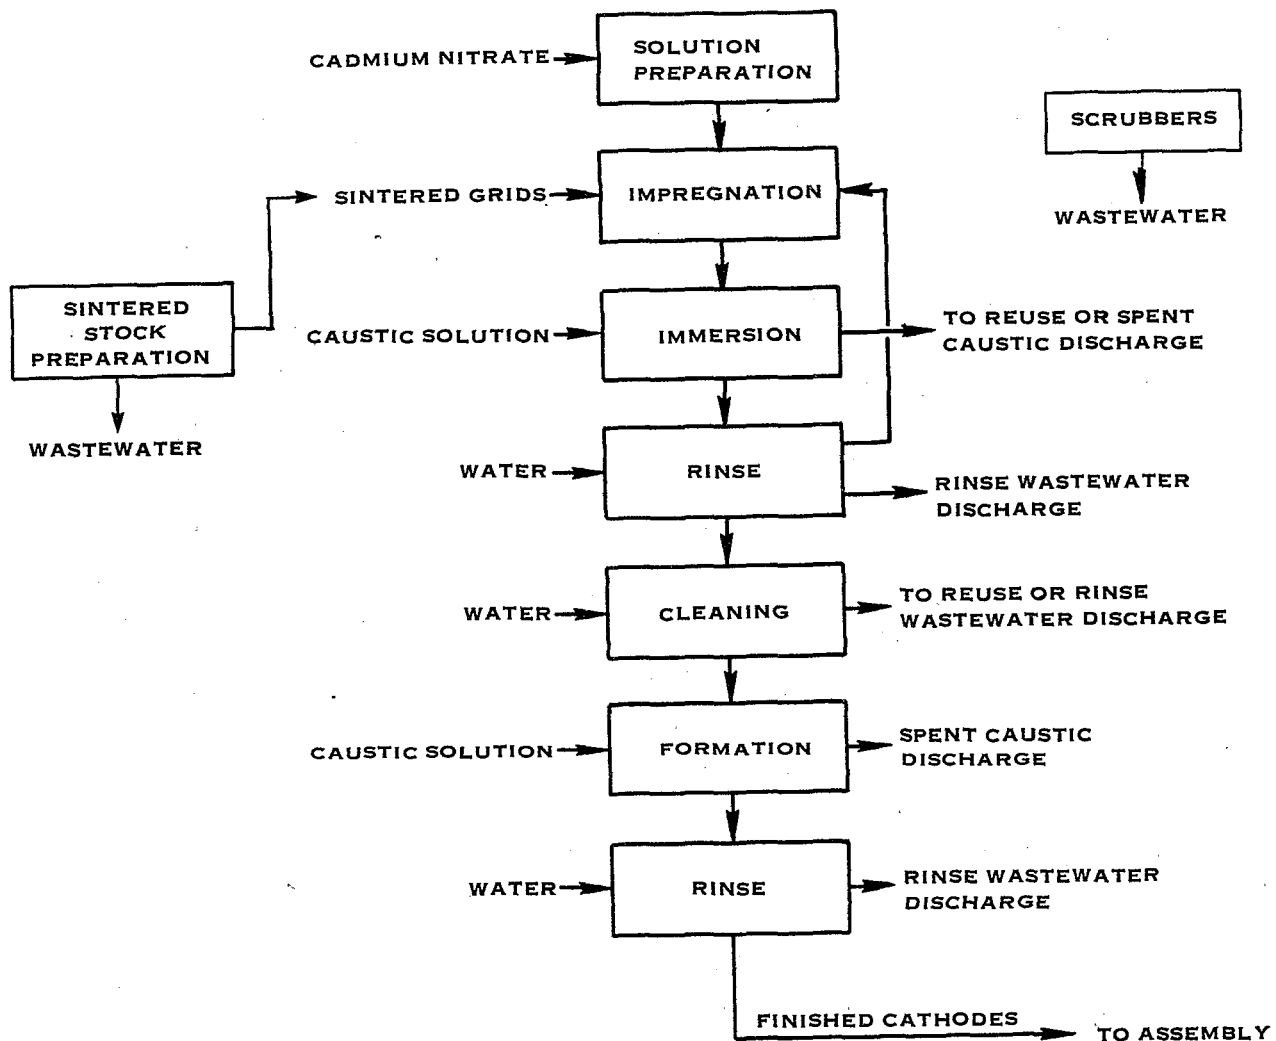 CADMIUM NITRATE
SOLUTION
PREPARATION
SCRUBBERS
WASTEWATER
SINTERED GRIDS
IMPREGNATION
SINTERED
STOCK
PREPARATION
WASTEWATER
CAUSTIC SOLUTION
IMMERSION
TO REUSE OR SPENT
CAUSTIC DISCHARGE
WATER
RINSE
RINSE WASTEWATER
DISCHARGE
WATER
CLEANING
TO REUSE OR RINSE
WASTEWATER DISCHARGE
CAUSTIC SOLUTION
FORMATION
SPENT CAUSTIC
DISCHARGE
WATER
RINSE
RINSE WASTEWATER
DISCHARGE
FINISHED CATHODES
TO ASSEMBLY